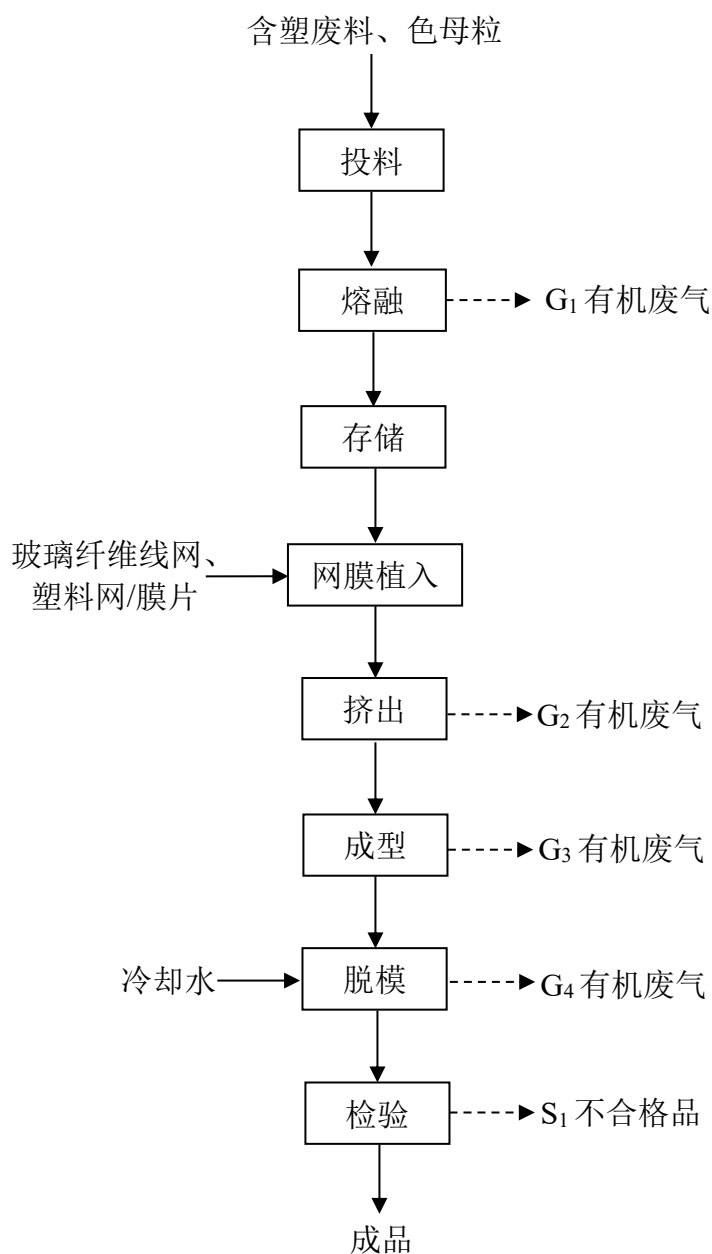 含塑废料、色母粒
投料
熔融
G₁ 有机废气
存储
玻璃纤维线网、
塑料网/膜片
网膜植入
挤出
G₂ 有机废气
成型
G₃ 有机废气
冷却水
脱模
G₄ 有机废气
检验
S₁ 不合格品
成品